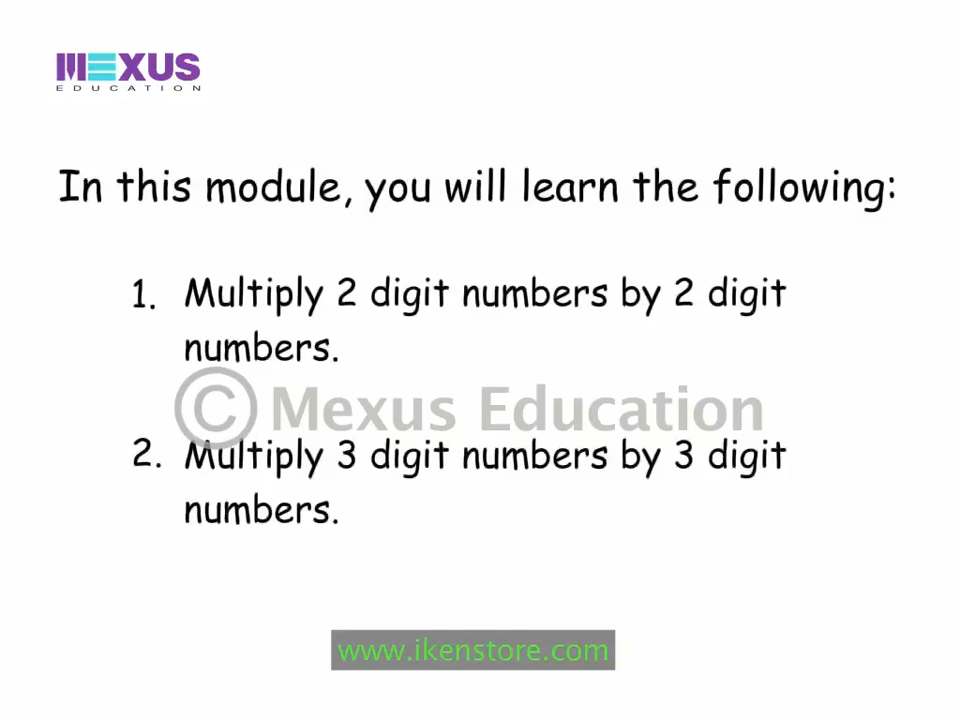 MEXUS
EDUCATION
In this module, you will learn the following:
1. Multiply 2 digit numbers by 2 digit
numbers.
© Mexus Education
2. Multiply 3 digit numbers by 3 digit
numbers.
www.ikenstore.com